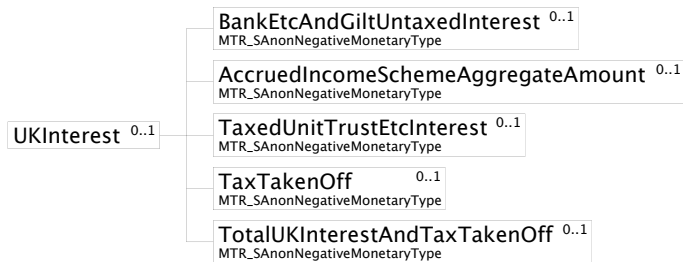 BankEtcAndGiltUntaxedInterest 0..1
MTR_SAnonNegativeMonetaryType
AccruedIncomeSchemeAggregateAmount 0..1
MTR_SAnonNegativeMonetaryType
UKInterest 0..1
TaxedUnitTrustEtcInterest 0..1
MTR_SAnonNegativeMonetaryType
TaxTakenOff 0..1
MTR_SAnonNegativeMonetaryType
TotalUKInterestAndTaxTakenOff 0..1
MTR_SAnonNegativeMonetaryType